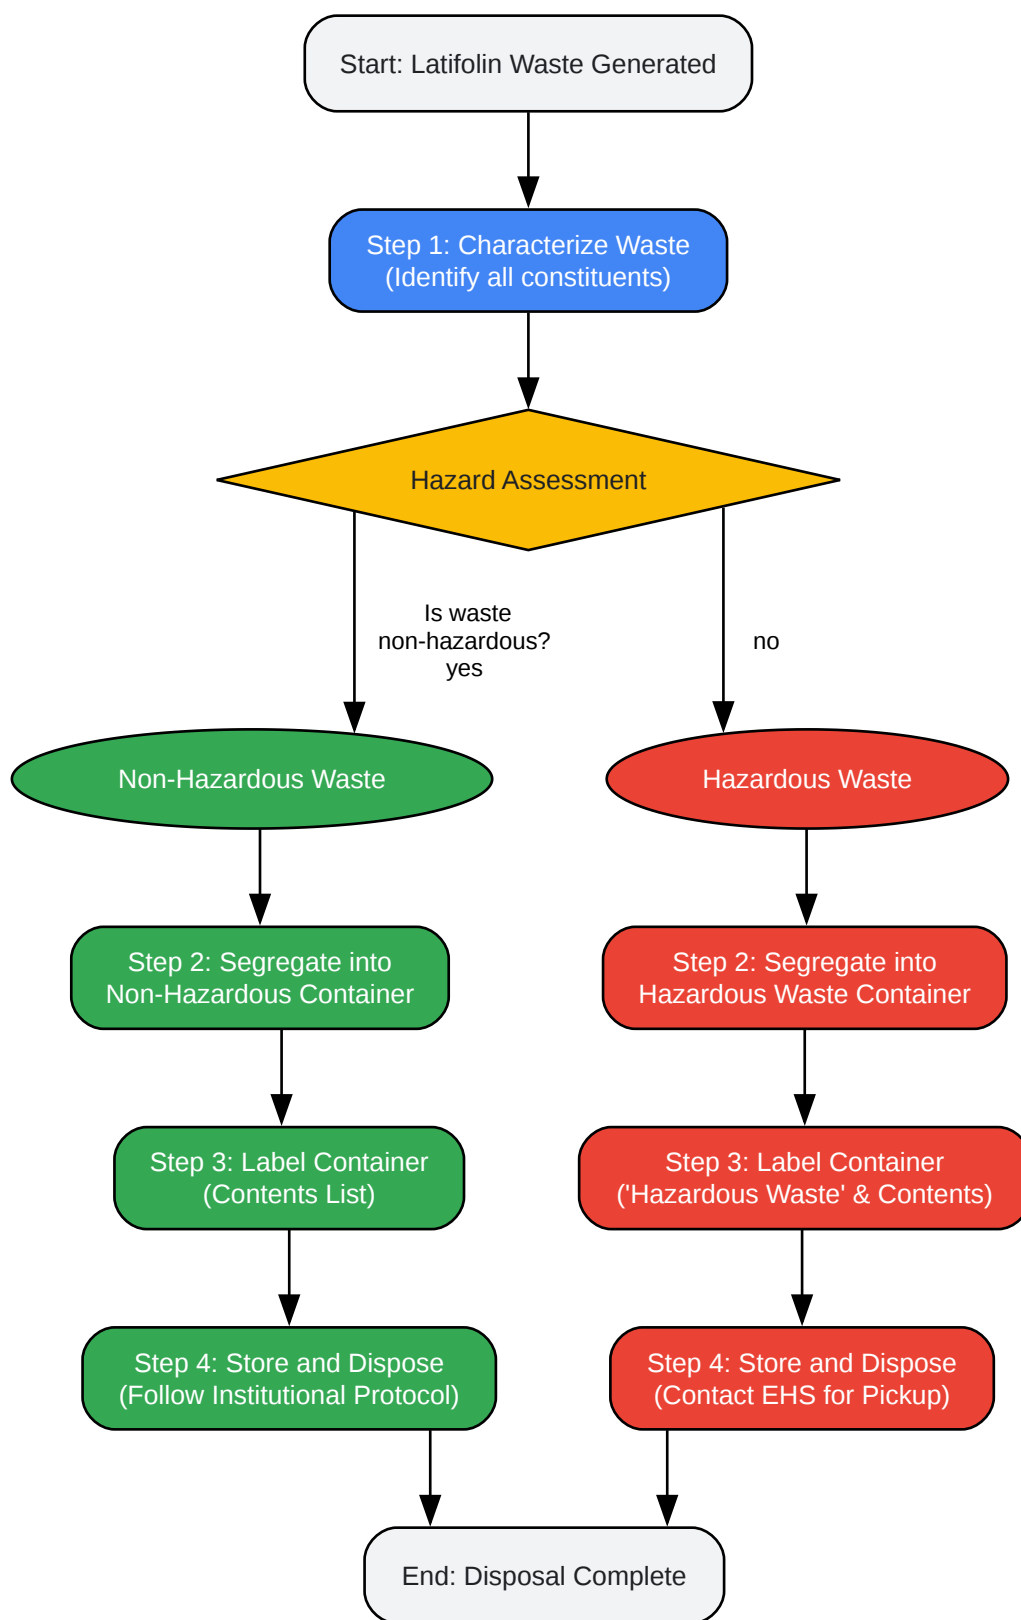 Start: Latifolin Waste Generated
Step 1: Characterize Waste
(Identify all constituents)
Hazard Assessment
Is waste
non-hazardous?
yes
no
Non-Hazardous Waste
Hazardous Waste
Step 2: Segregate into
Non-Hazardous Container
Step 2: Segregate into
Hazardous Waste Container
Step 3: Label Container
(Contents List)
Step 3: Label Container
('Hazardous Waste' & Contents)
Step 4: Store and Dispose
(Follow Institutional Protocol)
Step 4: Store and Dispose
(Contact EHS for Pickup)
End: Disposal Complete